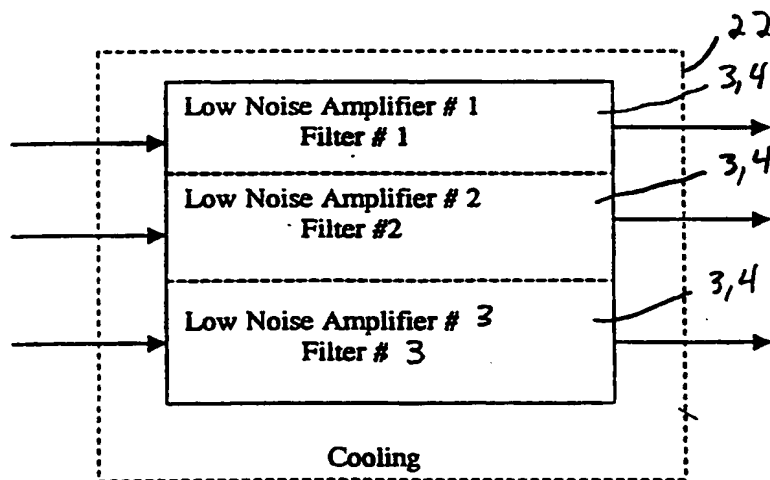 22
Low Noise Amplifier # 1
Filter # 1
3,4
Low Noise Amplifier # 2
Filter #2
3,4
Low Noise Amplifier # 3
Filter # 3
3,4
Cooling